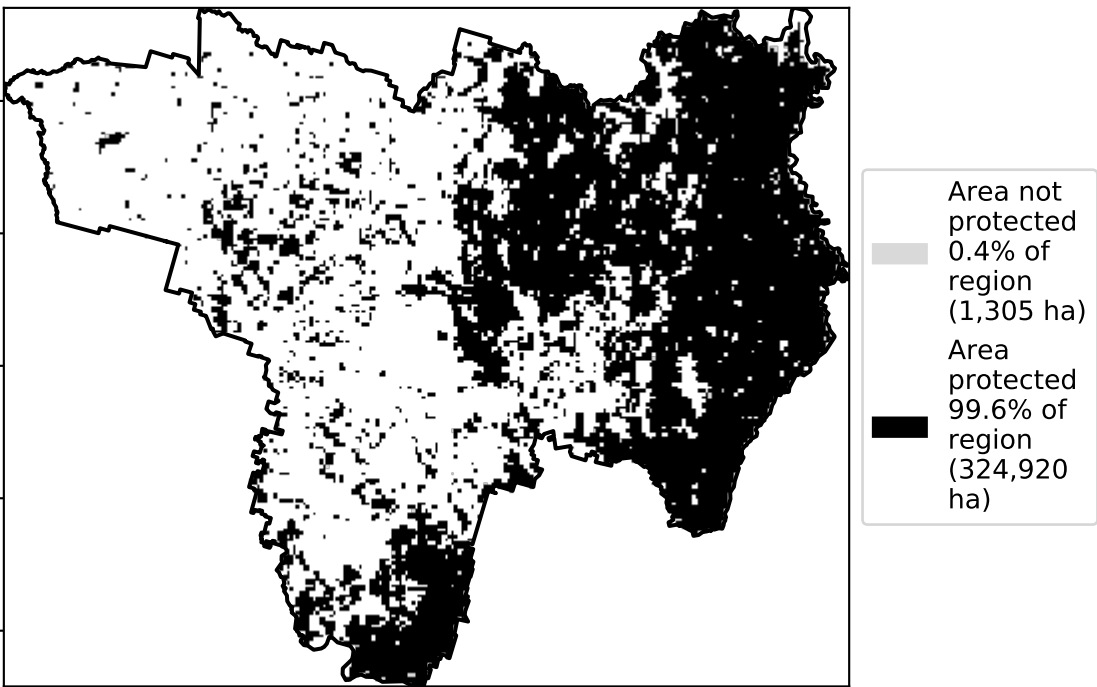 Area not
protected
0.4% of
region
(1,305 ha)
Area
protected
99.6% of
region
(324,920
ha)